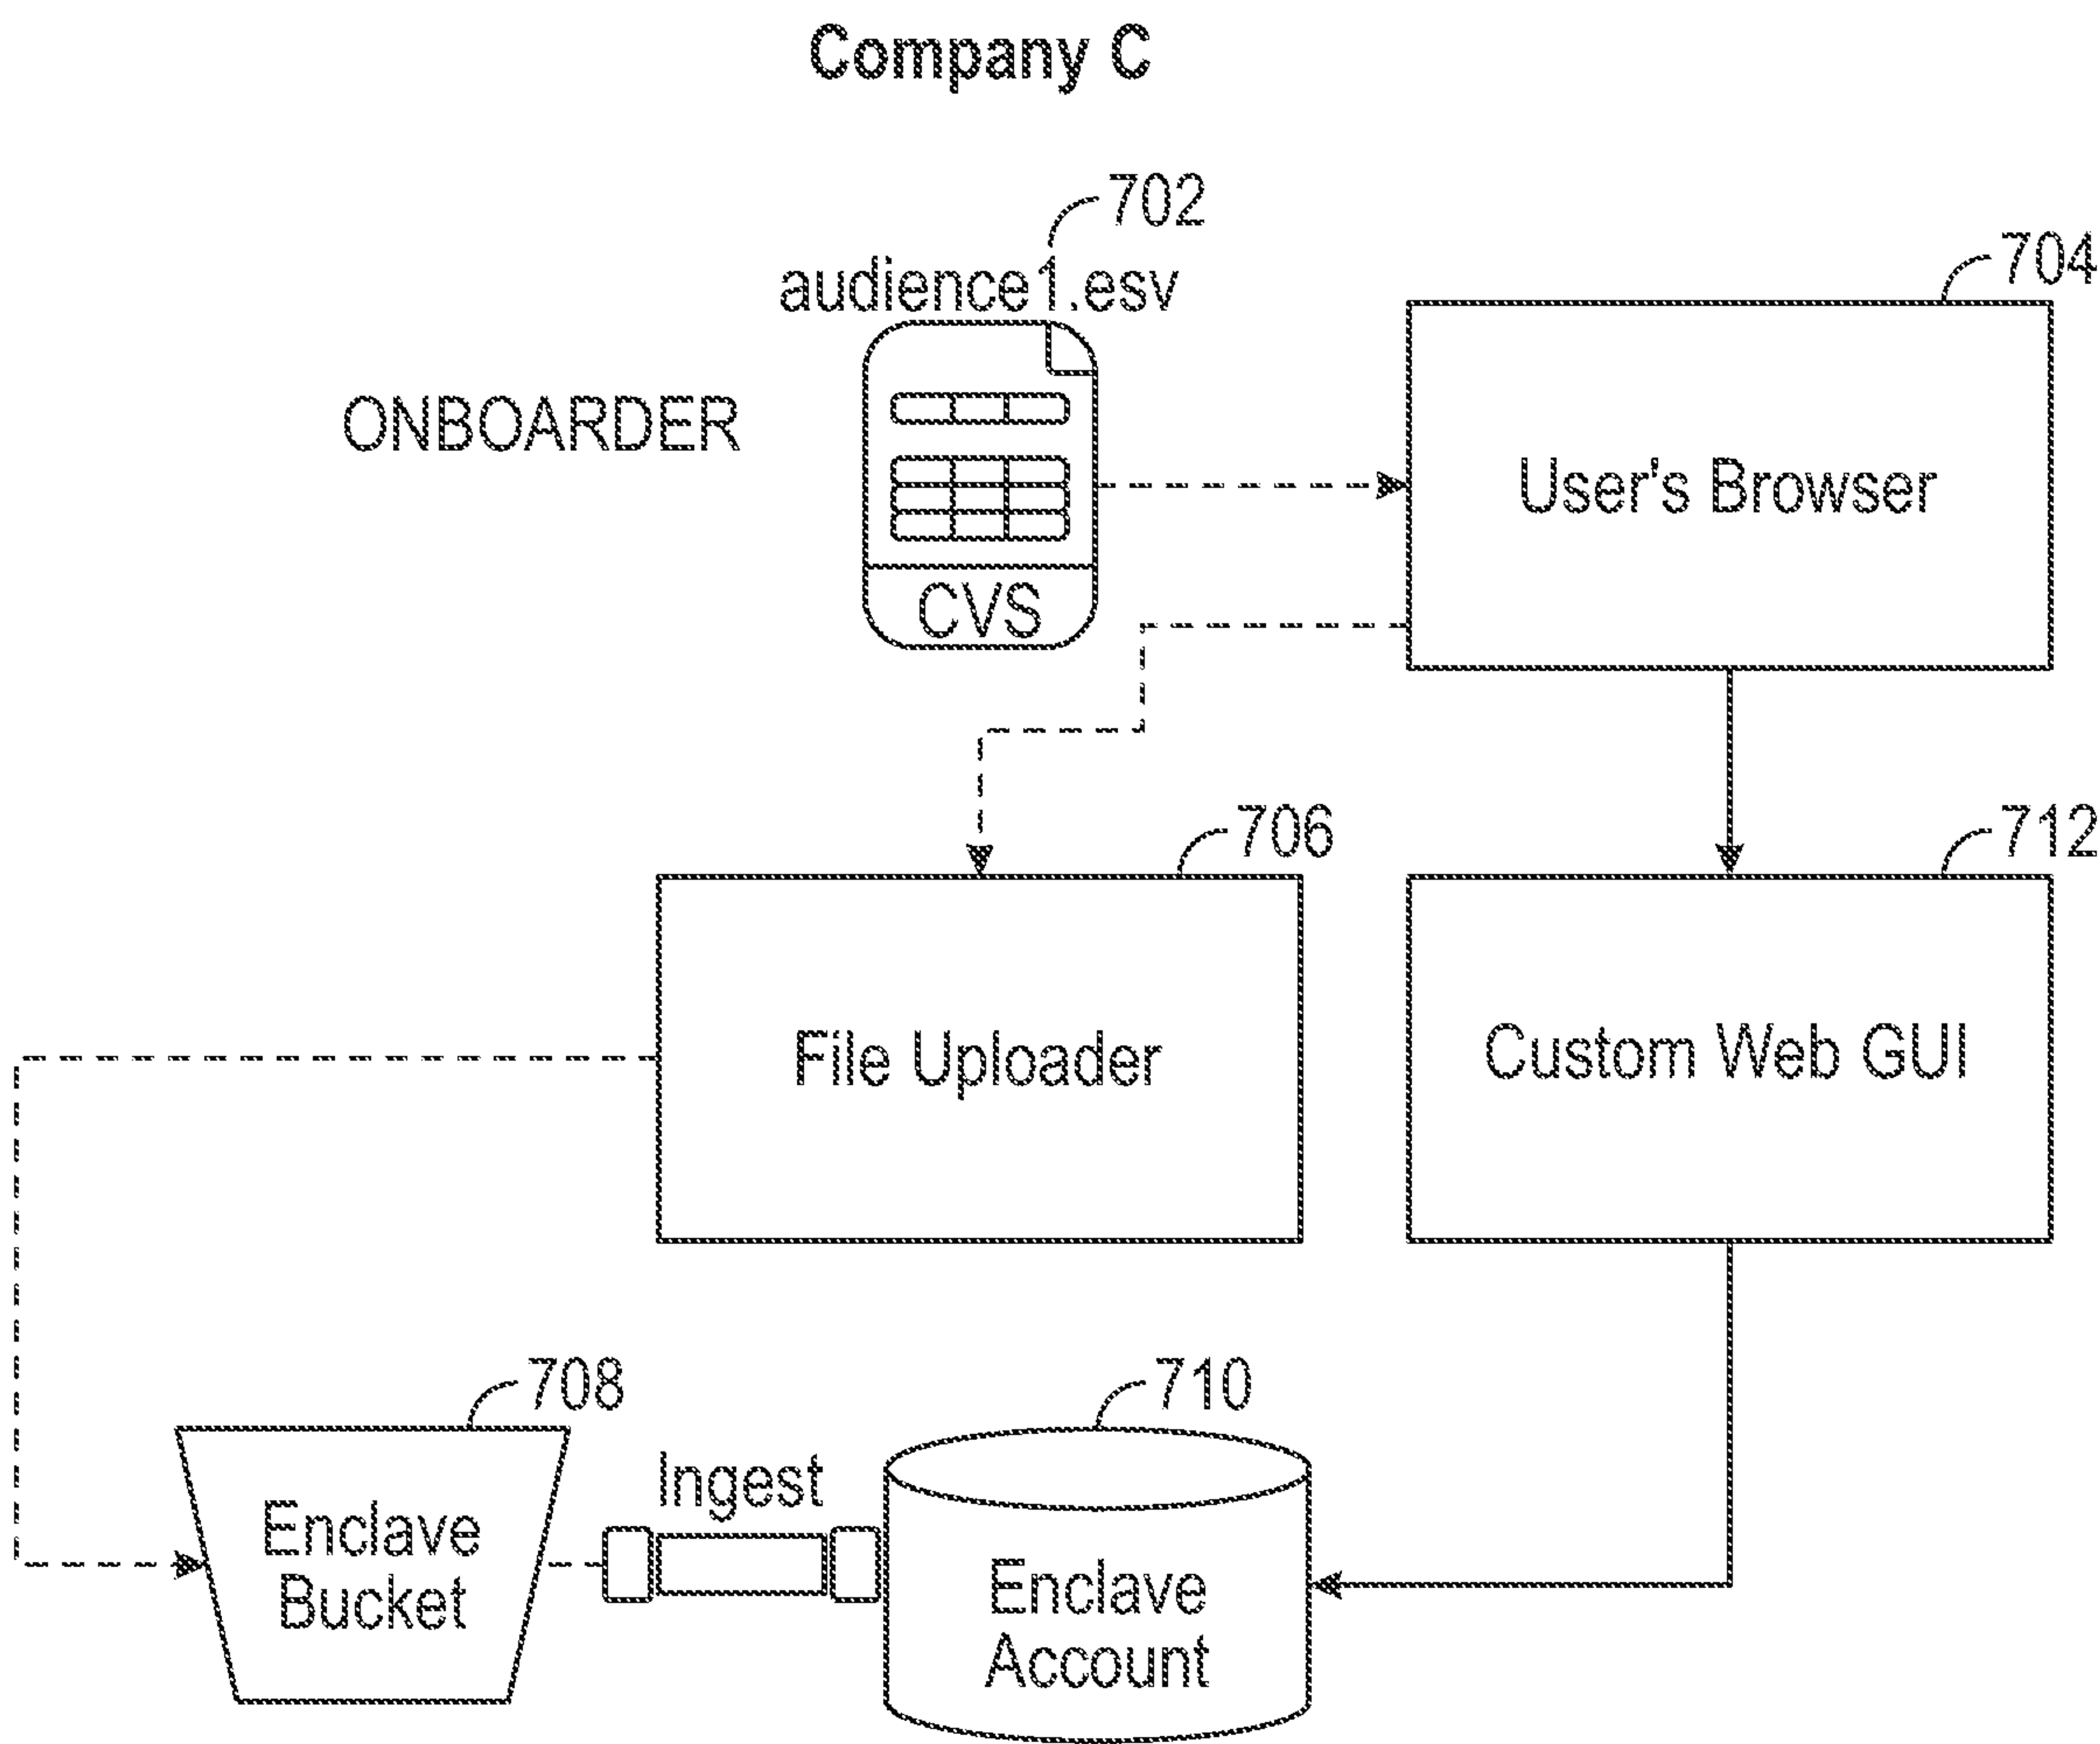 Company C
702
audience1.esv
704
ONBOARDER
User's Browser
CVS
706
712
File Uploader
Custom Web GUI
708
710
Ingest
Enclave
Bucket
Enclave
Account